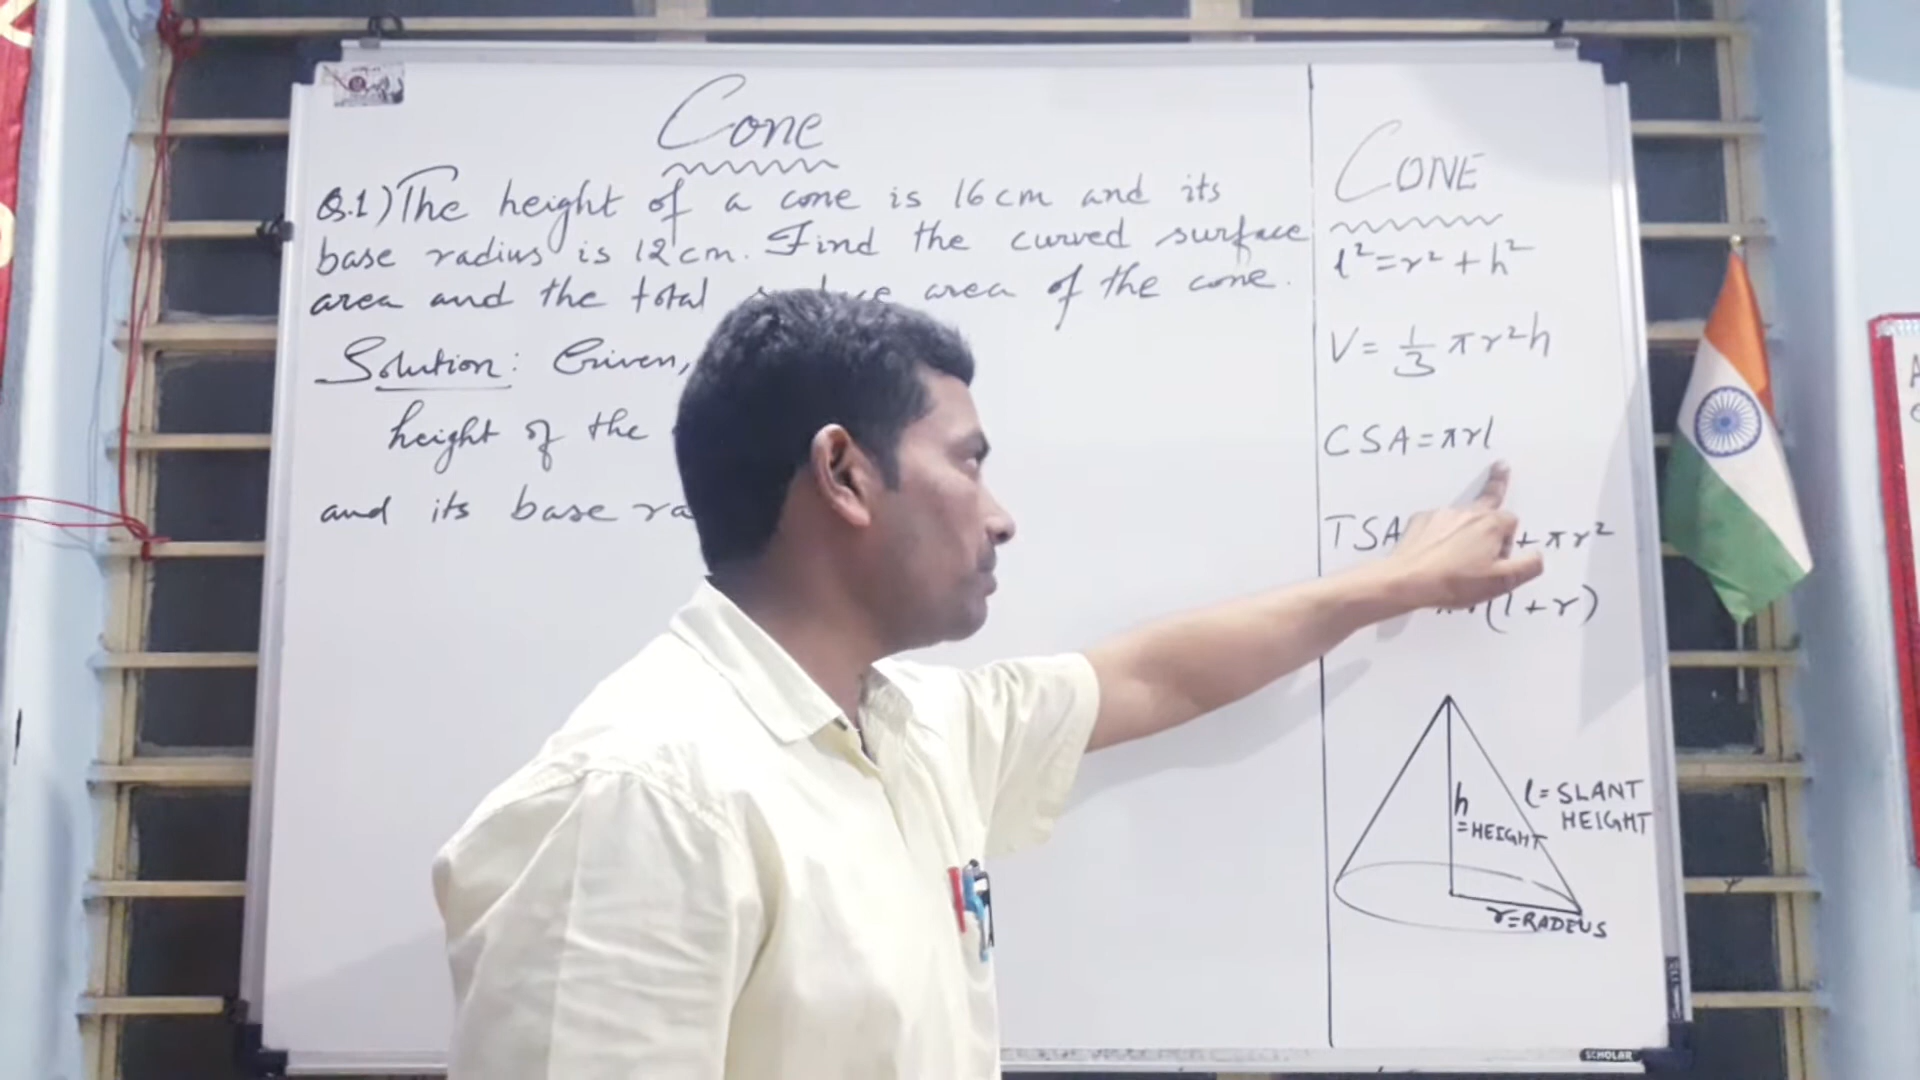 Cone
Q.1) The height of a cone is 16 cm and its
base radius is 12 cm. Find the curved surface
area and the total area of the cone.
Solution: Given,
height of the
and its base ra
CONE
l² = r² + h²
V = 1/3 πr²h
CSA = πrl
TSA + πr²
(l + r)
h
= HEIGHT
l = SLANT
HEIGHT
r = RADIUS
SCHOLAR